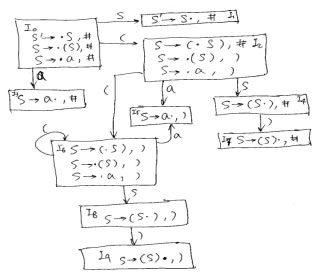 I₀
S' → ·S, #
S → ·(S), #
S → ·a, #
S
S' → S·, # I₁
(
S → (·S), # I₂
S → ·(S), )
S → ·a, )
a
I₃ S → a·, #
(
a
S
S → (S·), # I₄
I₅ S → a·, )
)
(
I₆ S → (·S), )
S → ·(S), )
S → ·a, )
a
I₇ S → (S)·, #
S
I₈ S → (S·), )
)
I₉ S → (S)·, )